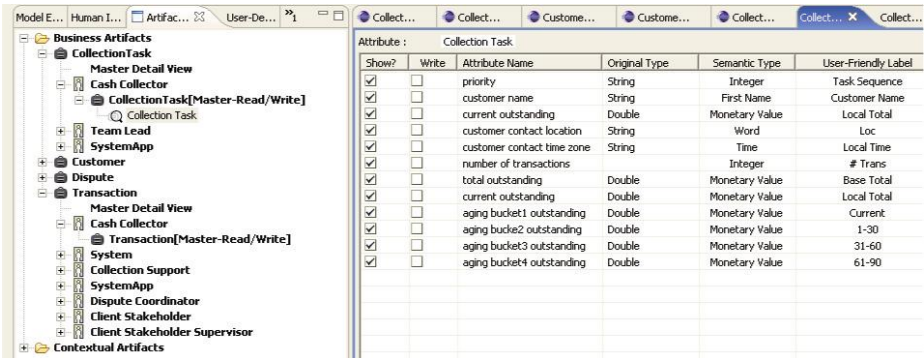 Model E... Human I... Artifac... User-De... »1
Business Artifacts
CollectionTask
Master Detail View
Cash Collector
CollectionTask[Master-Read/Write]
Collection Task
Team Lead
SystemApp
Customer
Dispute
Transaction
Master Detail View
Cash Collector
Transaction[Master-Read/Write]
System
Collection Support
SystemApp
Dispute Coordinator
Client Stakeholder
Client Stakeholder Supervisor
Contextual Artifacts
Collect... Collect... Custome... Custome... Collect... Collect... Collect...
Attribute : Collection Task
Show? Write Attribute Name Original Type Semantic Type User-Friendly Label
priority String Integer Task Sequence
customer name String First Name Customer Name
current outstanding Double Monetary Value Local Total
customer contact location String Word Loc
customer contact time zone String Time Local Time
number of transactions Integer # Trans
total outstanding Double Monetary Value Base Total
current outstanding Double Monetary Value Local Total
aging bucket1 outstanding Double Monetary Value Current
aging bucke2 outstanding Double Monetary Value 1-30
aging bucket3 outstanding Double Monetary Value 31-60
aging bucket4 outstanding Double Monetary Value 61-90